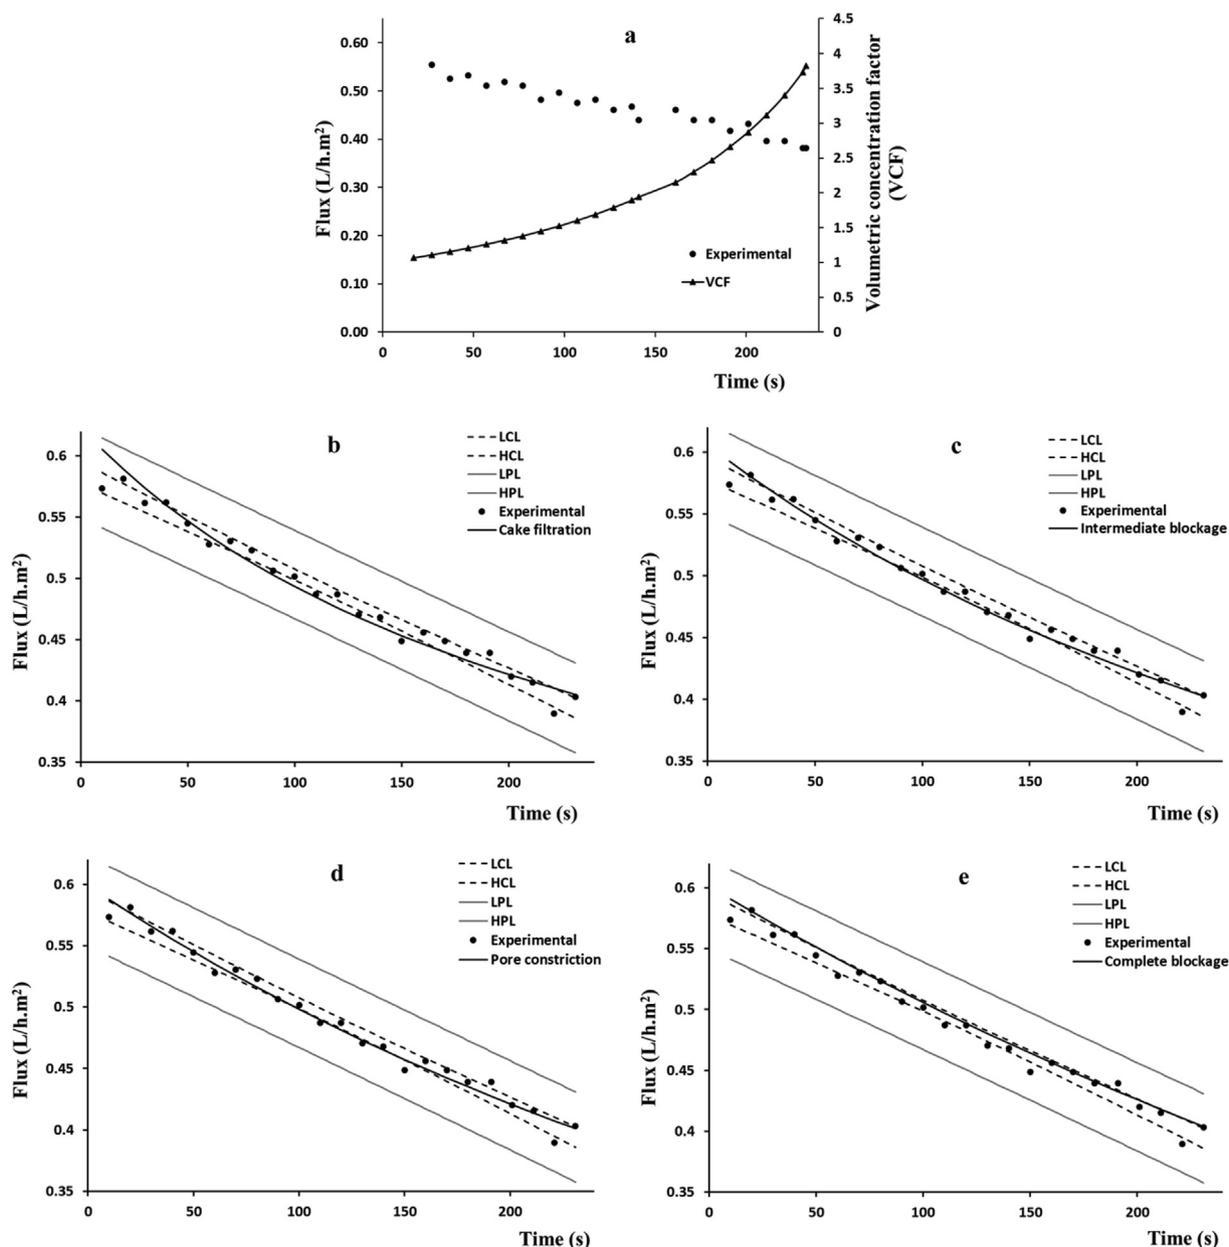 a
0.60
0.50
0.40
0.30
0.20
0.10
0.00
Flux (L/h.m²)
4.5
4
3.5
3
2.5
2
1.5
1
0.5
0
Volumetric concentration factor
(VCF)
Experimental
VCF
0 50 100 150 200
Time (s)
b
LCL
HCL
LPL
HPL
Experimental
Cake filtration
0.6
0.55
0.5
0.45
0.4
0.35
Flux (L/h.m²)
0 50 100 150 200
Time (s)
c
LCL
HCL
LPL
HPL
Experimental
Intermediate blockage
0.6
0.55
0.5
0.45
0.4
0.35
Flux (L/h.m²)
0 50 100 150 200
Time (s)
d
LCL
HCL
LPL
HPL
Experimental
Pore constriction
0.6
0.55
0.5
0.45
0.4
0.35
Flux (L/h.m²)
0 50 100 150 200
Time (s)
e
LCL
HCL
LPL
HPL
Experimental
Complete blockage
0.6
0.55
0.5
0.45
0.4
0.35
Flux (L/h.m²)
0 50 100 150 200
Time (s)